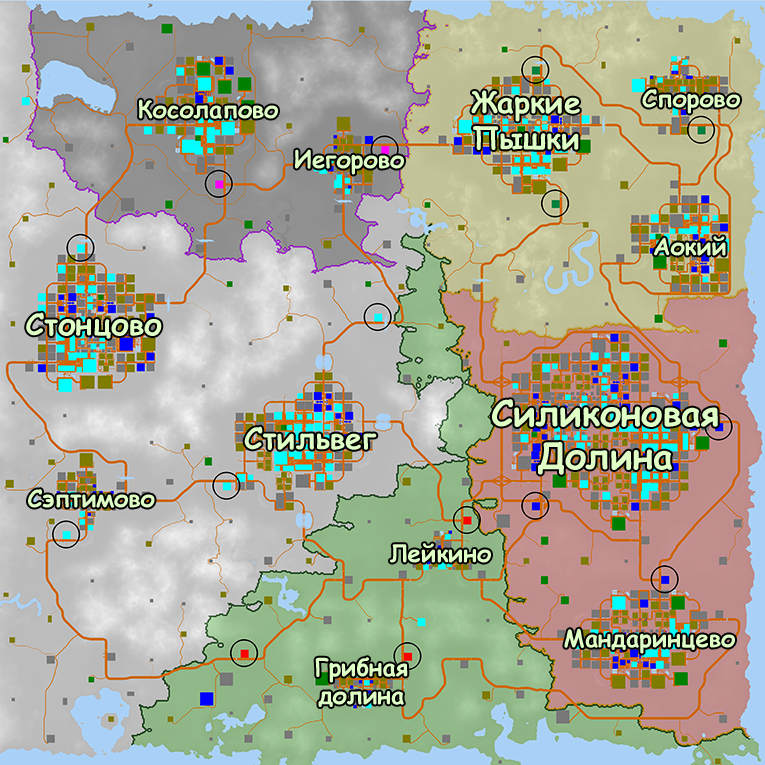 Жаркие
Пышки
Спорово
Косолапово
Иегорово
Аокий
Стонцово
Силиконовая
Долина
Стильвег
Сэптимово
Лейкино
Мандаринцево
Грибная
долина